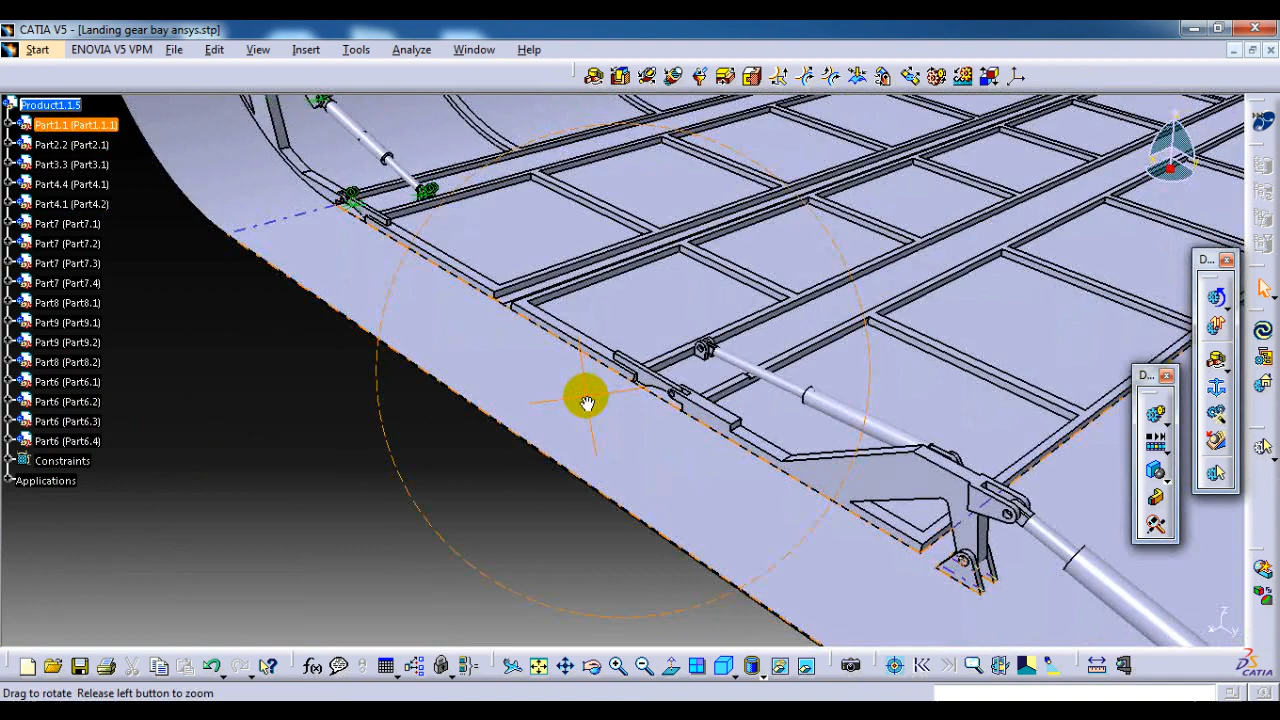 CATIA V5 - [Landing gear bay ansys.stp]
Start ENOVIA V5 VPM File Edit View Insert Tools Analyze Window Help
Product1.1.5
Part1.1 (Part1.1.1)
Part2.2 (Part2.1)
Part3.3 (Part3.1)
Part4.4 (Part4.1)
Part4.1 (Part4.2)
Part7 (Part7.1)
Part7 (Part7.2)
Part7 (Part7.3)
Part7 (Part7.4)
Part8 (Part8.1)
Part9 (Part9.1)
Part9 (Part9.2)
Part8 (Part8.2)
Part6 (Part6.1)
Part6 (Part6.2)
Part6 (Part6.3)
Part6 (Part6.4)
Constraints
Applications
D...
D...
z
x y
f(x)
CATIA
Drag to rotate Release left button to zoom